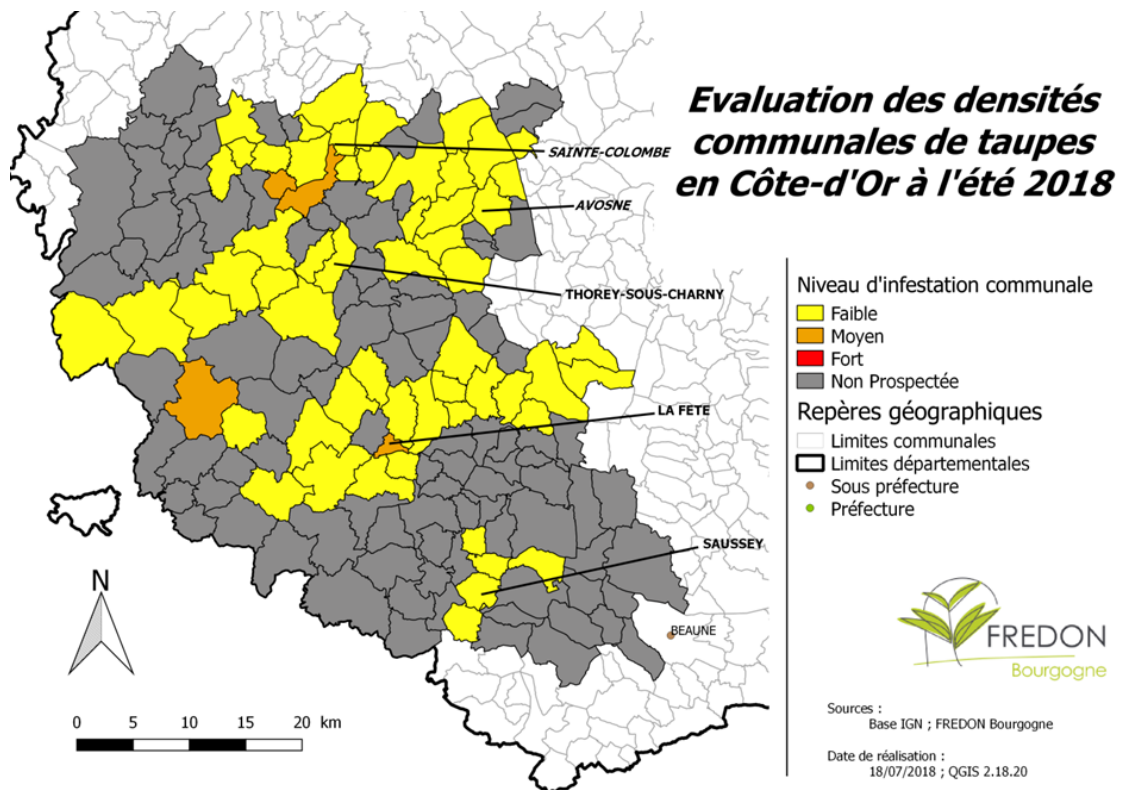 Evaluation des densités
communales de taupes
en Côte-d'Or à l'été 2018
SAINTE-COLOMBE
AVOSNE
THOREY-SOUS-CHARNY
LA FETE
SAUSSEY
BEAUNE
N
0 5 10 15 20 km
Niveau d'infestation communale
Faible
Moyen
Fort
Non Prospectée
Repères géographiques
Limites communales
Limites départementales
Sous préfecture
Préfecture
FREDON
Bourgogne
Sources :
Base IGN ; FREDON Bourgogne
Date de réalisation :
18/07/2018 ; QGIS 2.18.20